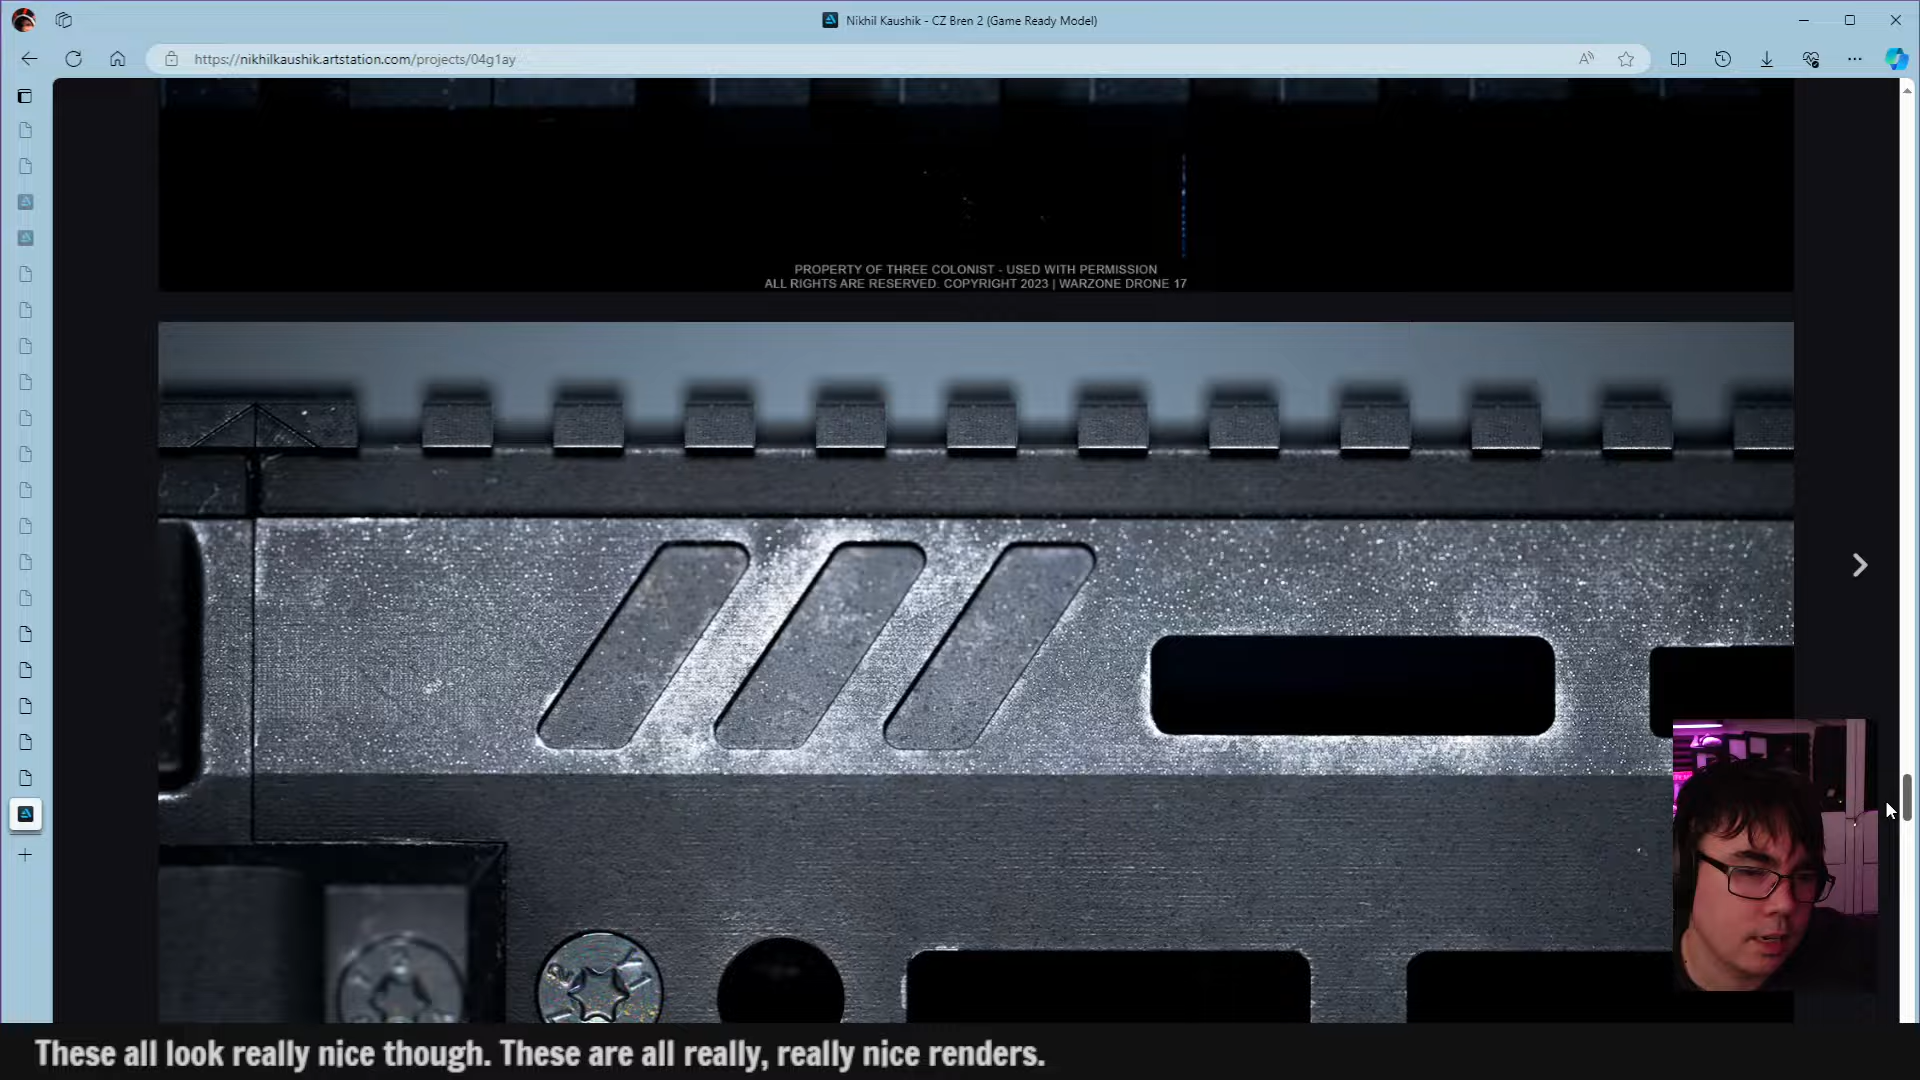 Nikhil Kaushik - CZ Bren 2 (Game Ready Model)
https://nikhilkaushik.artstation.com/projects/04g1ay
PROPERTY OF THREE COLONIST - USED WITH PERMISSION
ALL RIGHTS ARE RESERVED. COPYRIGHT 2023 | WARZONE DRONE 17
These all look really nice though. These are all really, really nice renders.